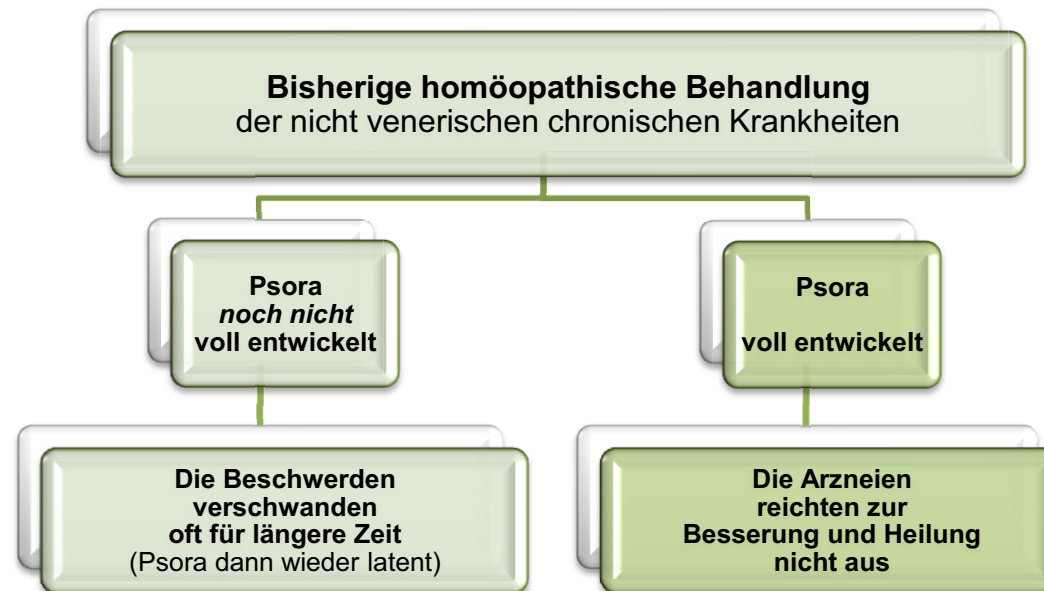 Bisherige homöopathische Behandlung
der nicht venerischen chronischen Krankheiten
Psora
noch nicht
voll entwickelt
Psora
voll entwickelt
Die Beschwerden
verschwanden
oft für längere Zeit
(Psora dann wieder latent)
Die Arzneien
reichten zur
Besserung und Heilung
nicht aus